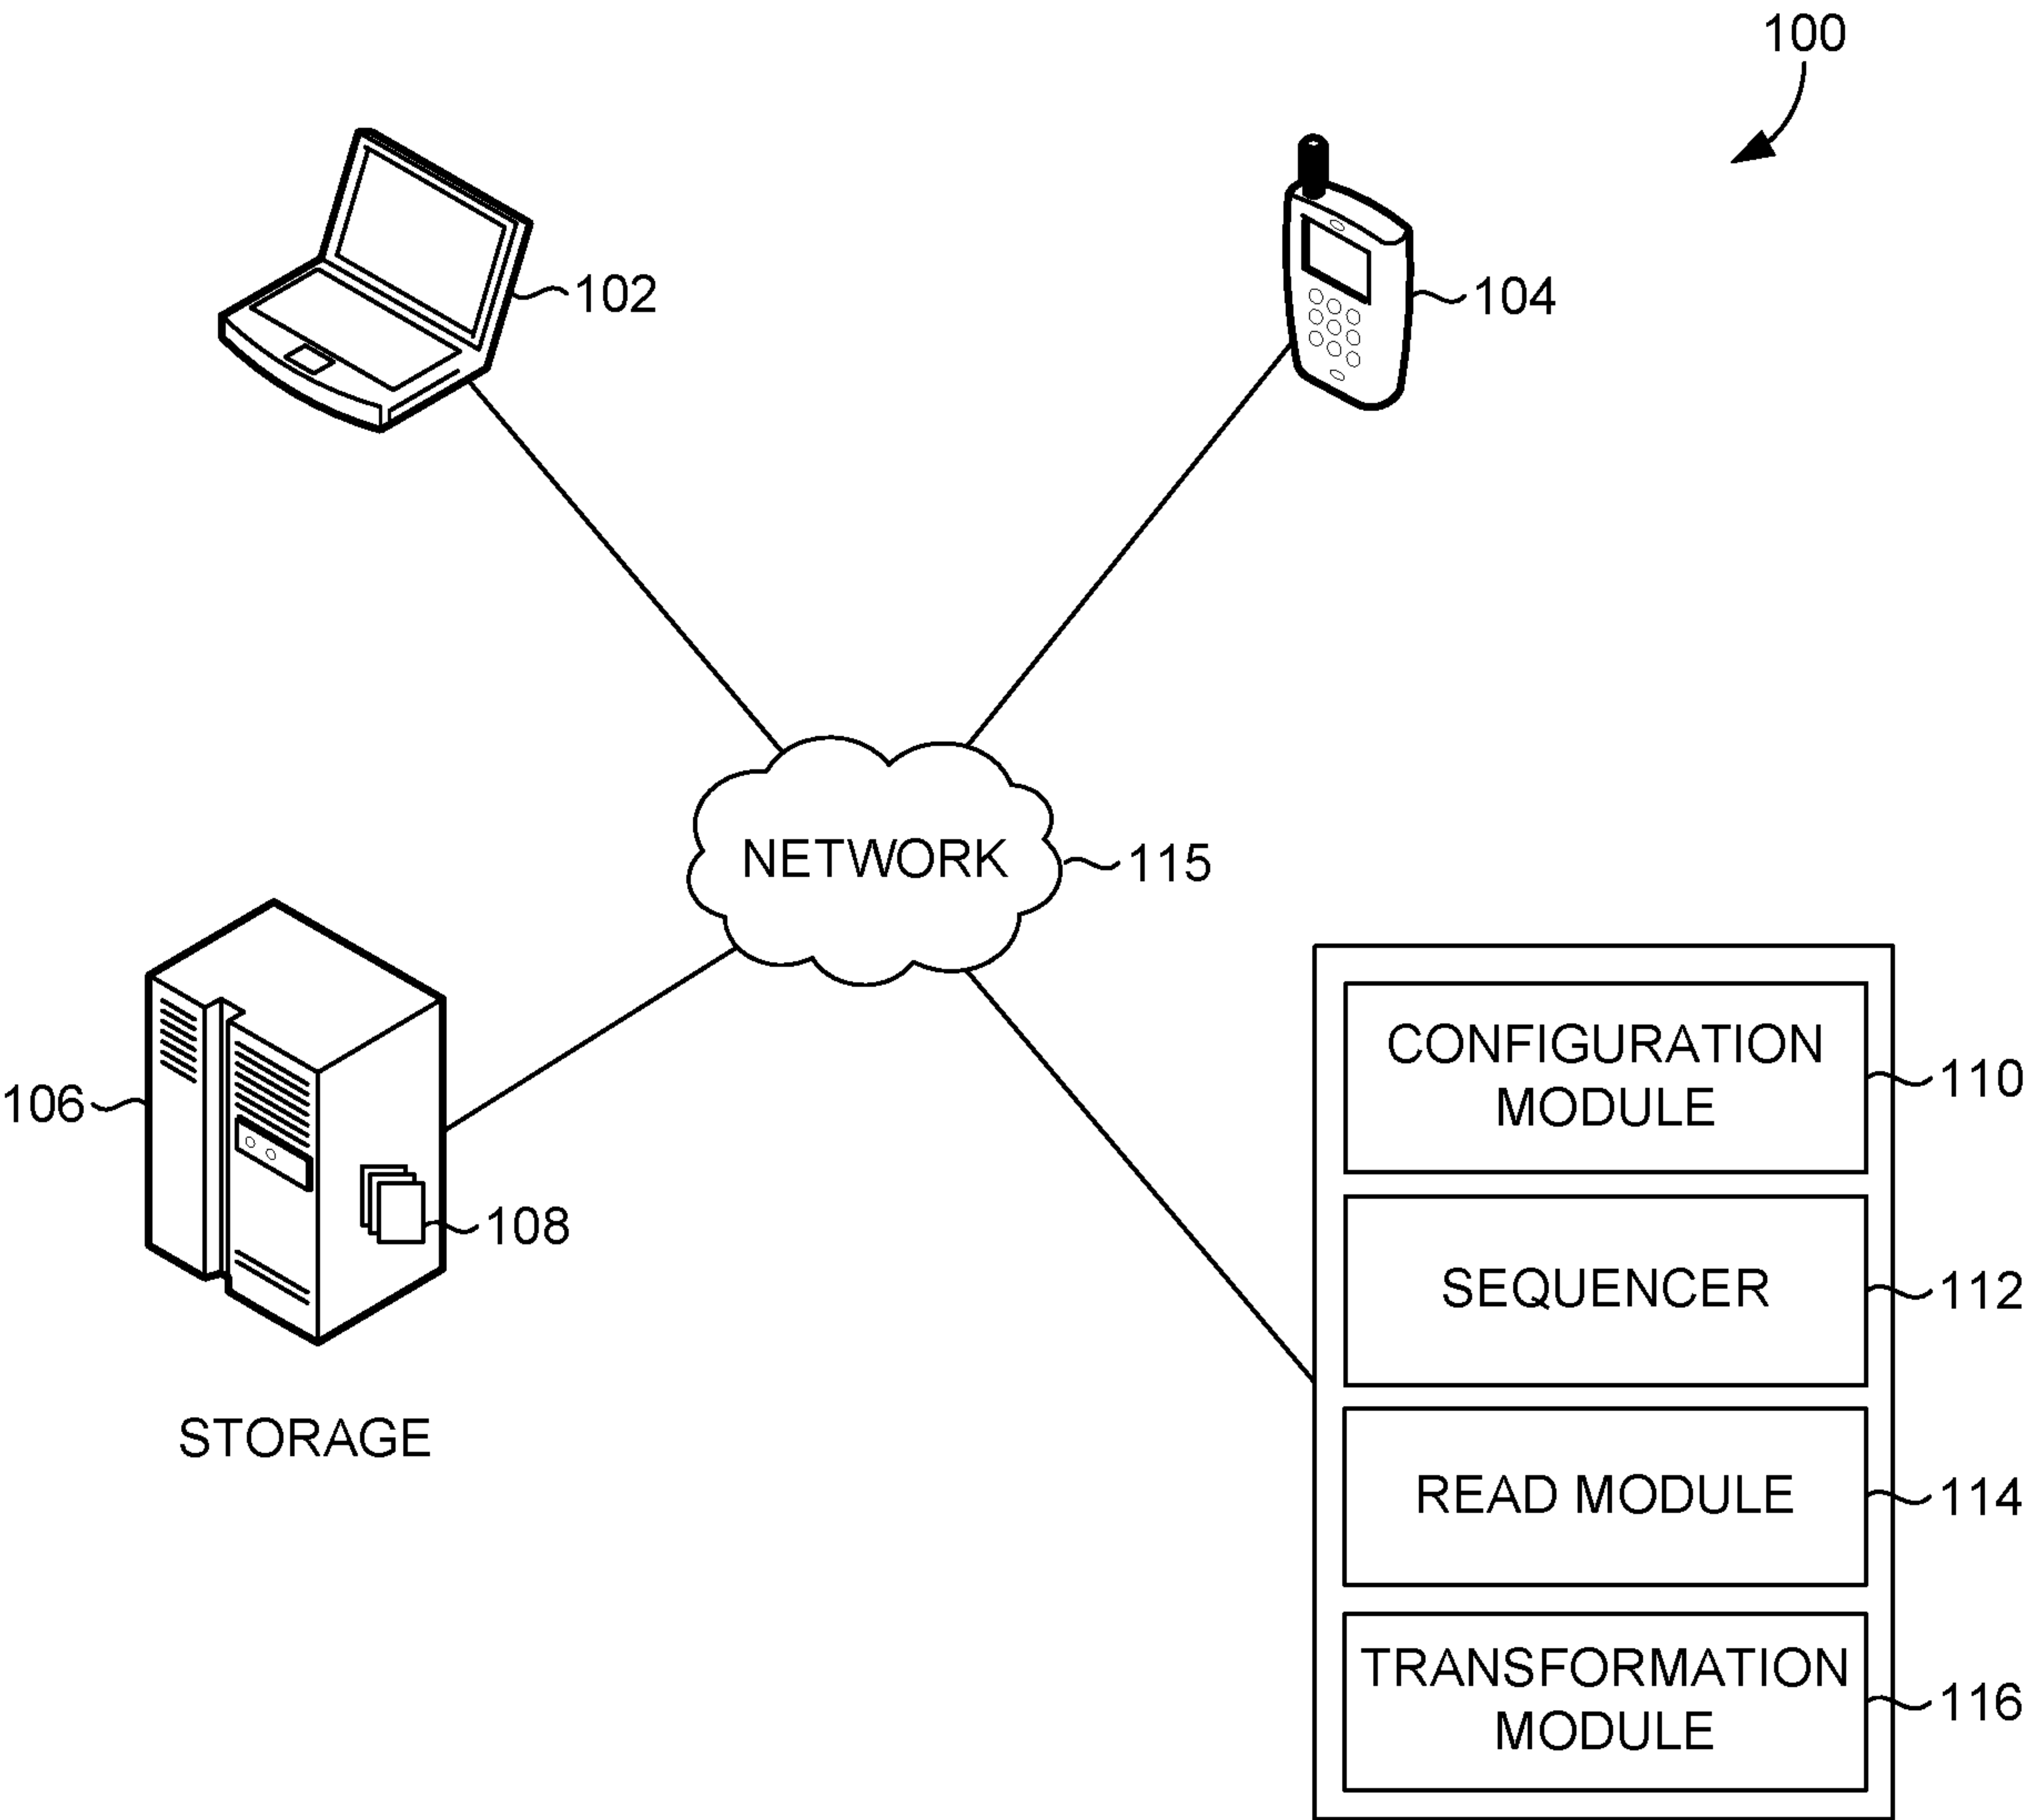 100
102
104
NETWORK
115
106
108
STORAGE
CONFIGURATION
MODULE
110
SEQUENCER
112
READ MODULE
114
TRANSFORMATION
MODULE
116